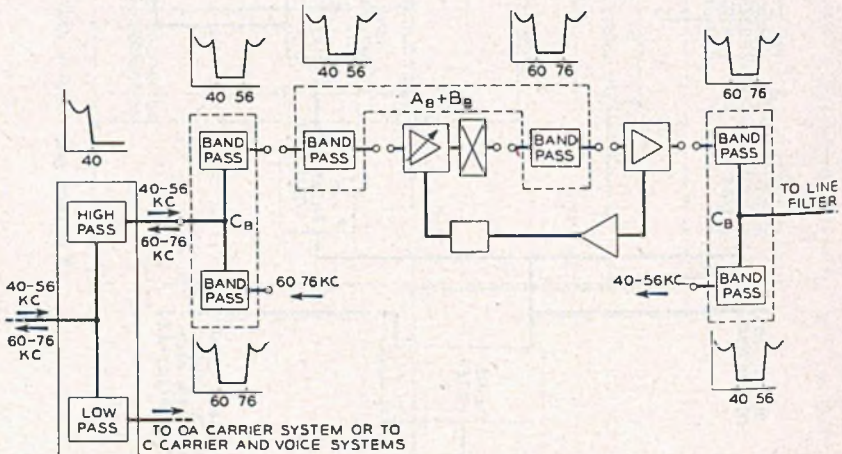 40 56
40 56
60 76
60 76
40
A_B + B_B
BAND
PASS
BAND
PASS
BAND
PASS
BAND
PASS
HIGH
PASS
40-56
KC
60-76
KC
C_B
C_B
TO LINE
FILTER
40-56
KC
60-76
KC
BAND
PASS
60 76 KC
40-56KC
BAND
PASS
LOW
PASS
60 76
40 56
TO OA CARRIER SYSTEM OR TO
C CARRIER AND VOICE SYSTEMS